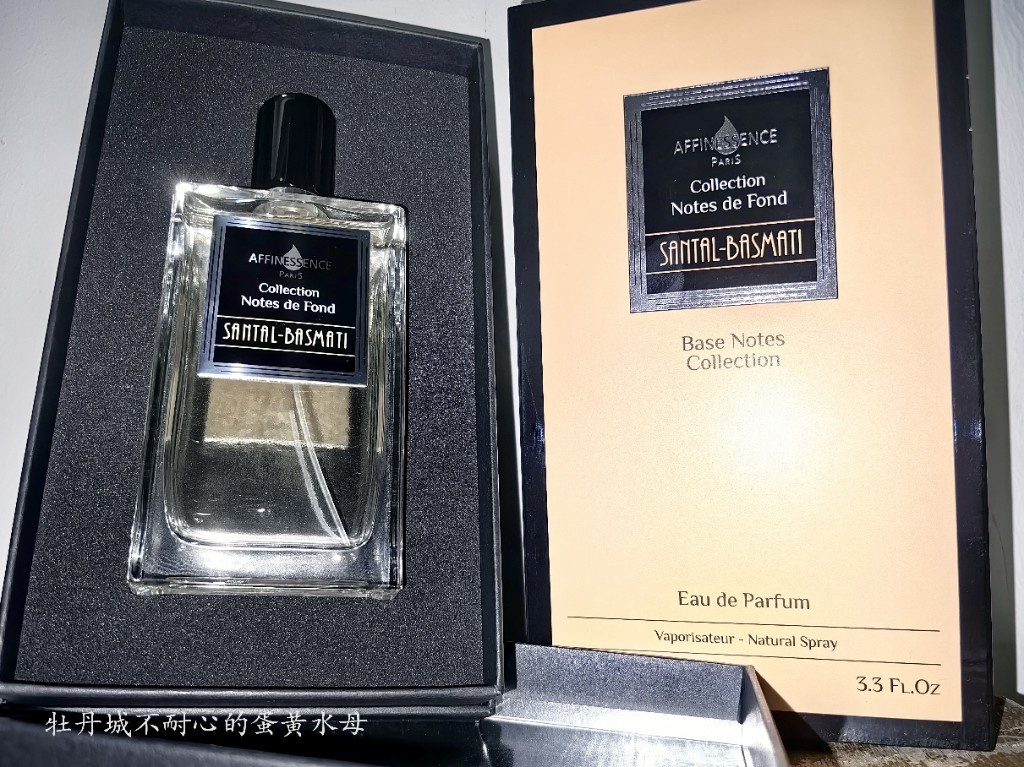 AFFINESSENCE
PARIS
Collection
Notes de Fond
SANTAL-BASMATI
AFFINESSENCE
PARIS
Collection
Notes de Fond
SANTAL-BASMATI
Base Notes
Collection
Eau de Parfum
Vaporisateur - Natural Spray
3.3 FL.OZ
牡丹城不耐心的蛋黃水母